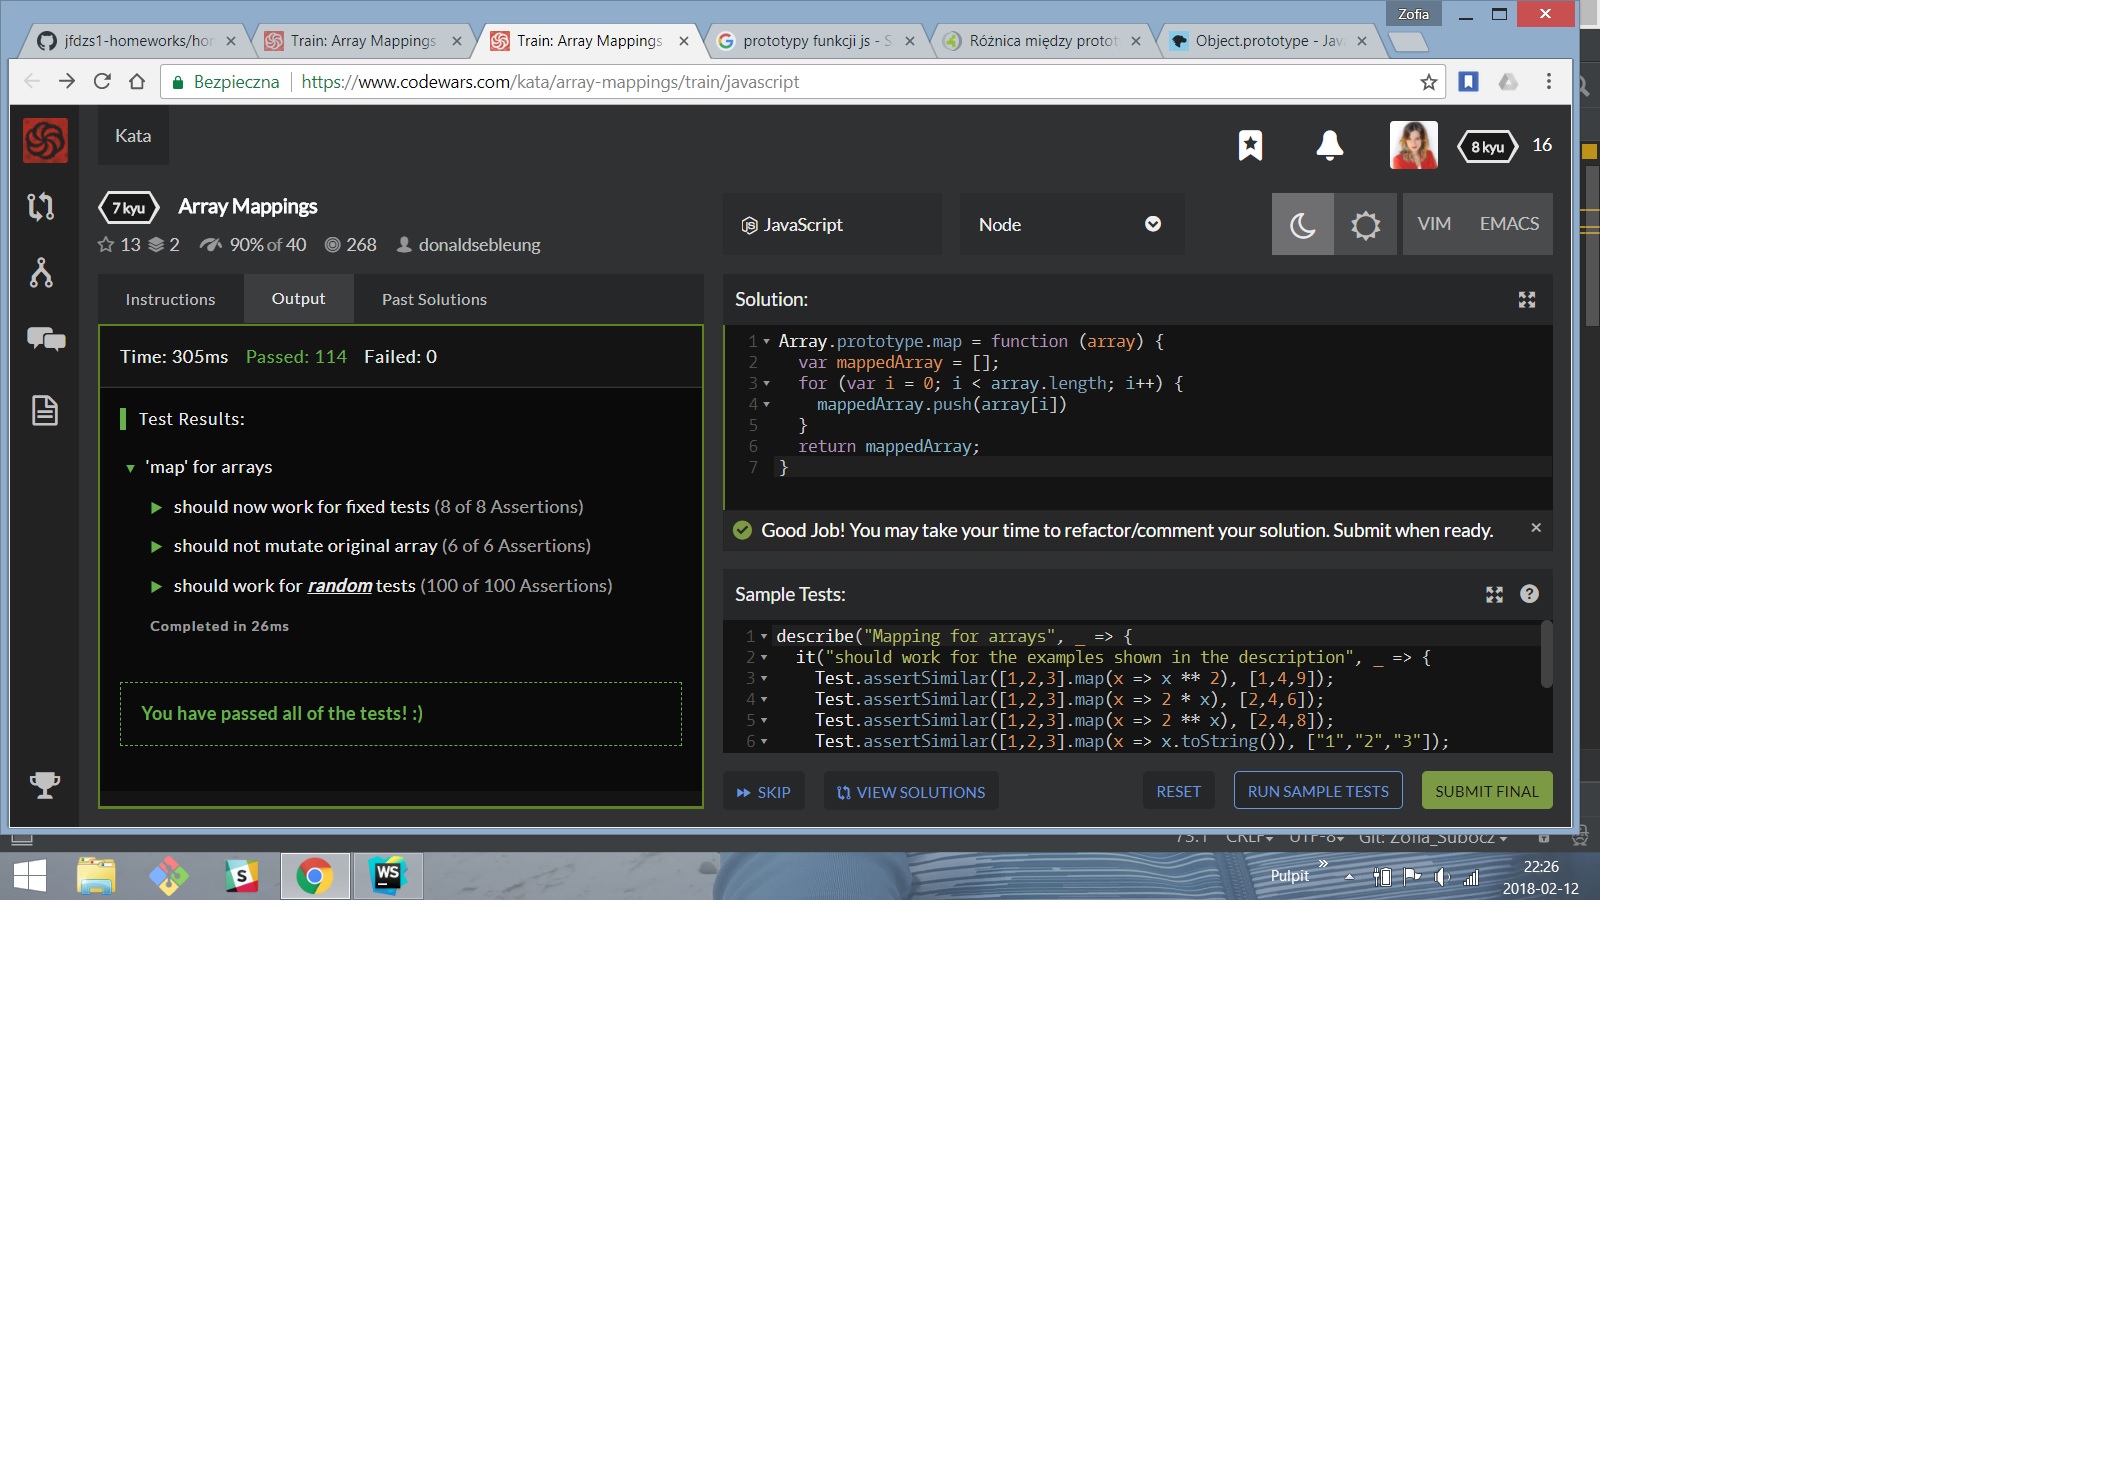 Zofia
jfdzs1-homeworks/hor
Train: Array Mappings
Train: Array Mappings
prototypy funkcji js - S
Różnica między protot
Object.prototype - Jav
Bezpieczna
https://www.codewars.com/kata/array-mappings/train/javascript
Kata
8 kyu
16
7 kyu
Array Mappings
13 2 90% of 40 268 donaldsebleung
JavaScript
Node
VIM
EMACS
Instructions
Output
Past Solutions
Time: 305ms Passed: 114 Failed: 0
Test Results:
'map' for arrays
should now work for fixed tests (8 of 8 Assertions)
should not mutate original array (6 of 6 Assertions)
should work for random tests (100 of 100 Assertions)
Completed in 26ms
You have passed all of the tests! :)
Solution:
1 Array.prototype.map = function (array) {
2 var mappedArray = [];
3 for (var i = 0; i < array.length; i++) {
4 mappedArray.push(array[i])
5 }
6 return mappedArray;
7 }
Good Job! You may take your time to refactor/comment your solution. Submit when ready.
Sample Tests:
1 describe("Mapping for arrays", _ => {
2 it("should work for the examples shown in the description", _ => {
3 Test.assertSimilar([1,2,3].map(x => x ** 2), [1,4,9]);
4 Test.assertSimilar([1,2,3].map(x => 2 * x), [2,4,6]);
5 Test.assertSimilar([1,2,3].map(x => 2 ** x), [2,4,8]);
6 Test.assertSimilar([1,2,3].map(x => x.toString()), ["1","2","3"]);
SKIP
VIEW SOLUTIONS
RESET
RUN SAMPLE TESTS
SUBMIT FINAL
73:1 CRLF UTF-8 Git: Zofia_Subocz
S
WS
Pulpit
22:26
2018-02-12